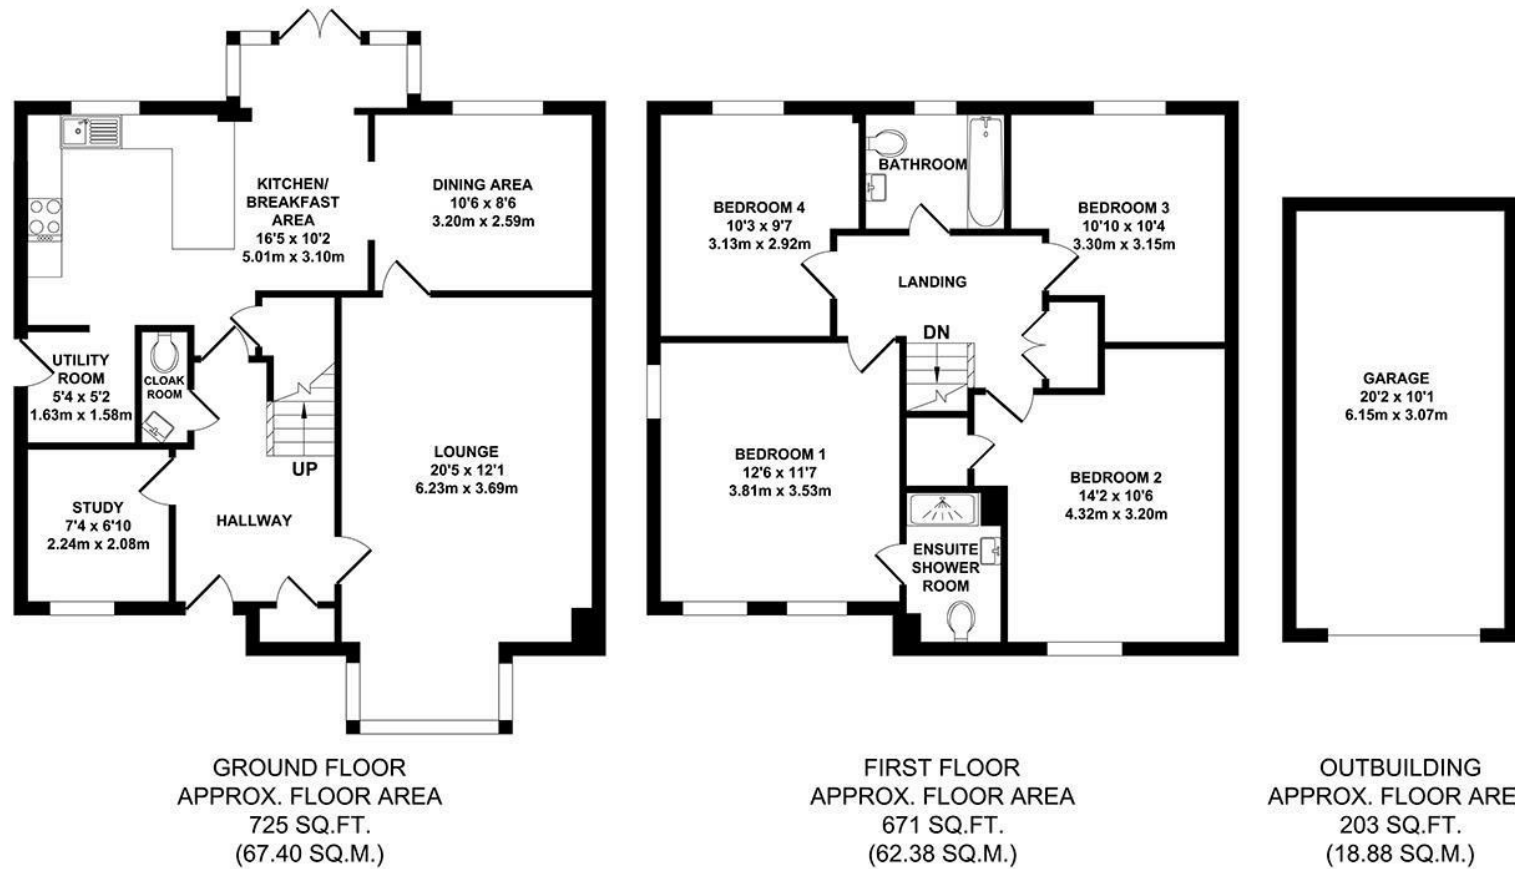 KITCHEN/
BREAKFAST
AREA
16'5 x 10'2
5.01m x 3.10m
DINING AREA
10'6 x 8'6
3.20m x 2.59m
UTILITY
ROOM
5'4 x 5'2
1.63m x 1.58m
CLOAK
ROOM
UP
LOUNGE
20'5 x 12'1
6.23m x 3.69m
STUDY
7'4 x 6'10
2.24m x 2.08m
HALLWAY
GROUND FLOOR
APPROX. FLOOR AREA
725 SQ.FT.
(67.40 SQ.M.)
BEDROOM 4
10'3 x 9'7
3.13m x 2.92m
BATHROOM
BEDROOM 3
10'10 x 10'4
3.30m x 3.15m
LANDING
DN
BEDROOM 1
12'6 x 11'7
3.81m x 3.53m
BEDROOM 2
14'2 x 10'6
4.32m x 3.20m
ENSUITE
SHOWER
ROOM
FIRST FLOOR
APPROX. FLOOR AREA
671 SQ.FT.
(62.38 SQ.M.)
GARAGE
20'2 x 10'1
6.15m x 3.07m
OUTBUILDING
APPROX. FLOOR ARE
203 SQ.FT.
(18.88 SQ.M.)